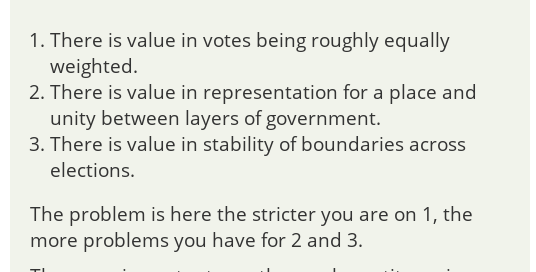 1. There is value in votes being roughly equally
weighted.
2. There is value in representation for a place and
unity between layers of government.
3. There is value in stability of boundaries across
elections.
The problem is here the stricter you are on 1, the
more problems you have for 2 and 3.